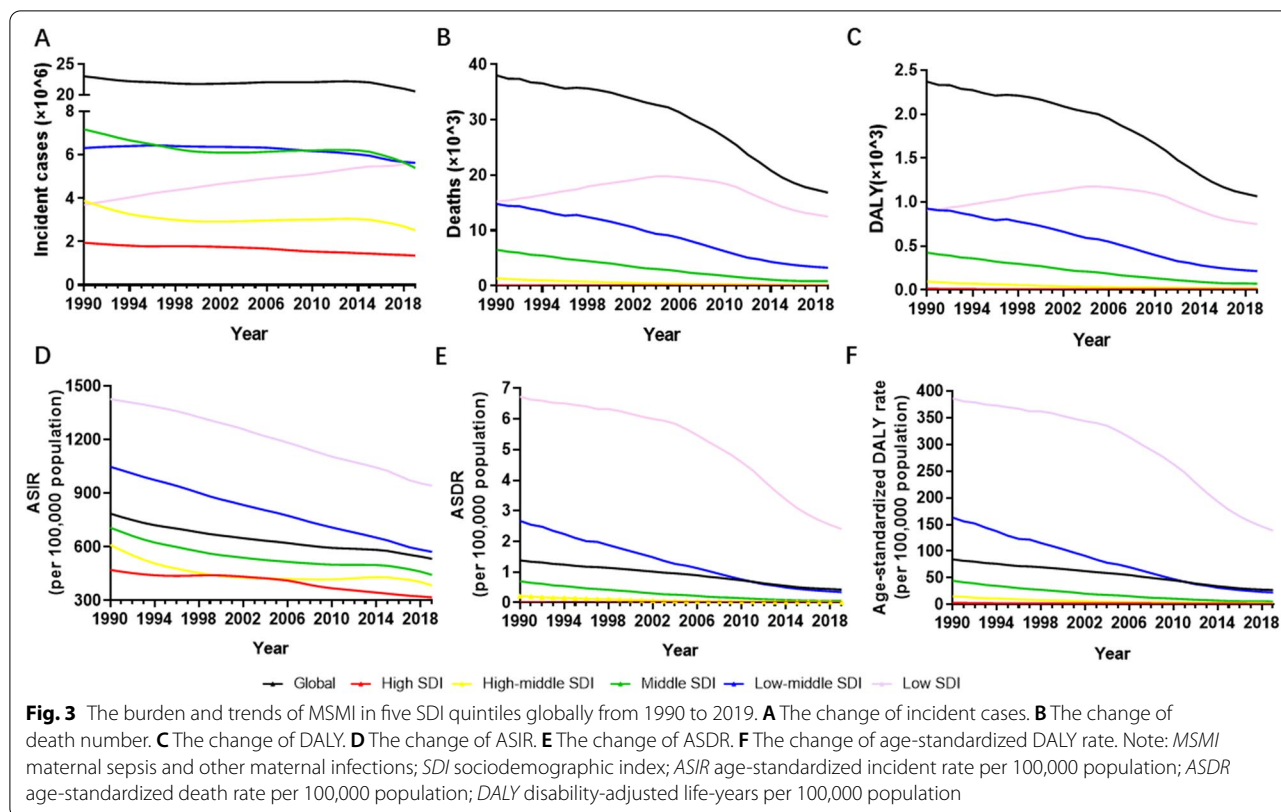 A
B
C
Incident cases (×10^6)
25
20
8
6
4
2
0
1990 1994 1998 2002 2006 2010 2014 2018
Year
Deaths (×10^3)
40
30
20
10
0
1990 1994 1998 2002 2006 2010 2014 2018
Year
DALY(×10^3)
2.5
2.0
1.5
1.0
0.5
0.0
1990 1994 1998 2002 2006 2010 2014 2018
Year
D
E
F
ASIR
(per 100,000 population)
1500
1200
900
600
300
1990 1994 1998 2002 2006 2010 2014 2018
Year
ASDR
(per 100,000 population)
7
6
5
4
3
2
1
0
1990 1994 1998 2002 2006 2010 2014 2018
Year
Age-standardized DALY rate
(per 100,000 population)
400
350
300
250
200
150
100
50
0
1990 1994 1998 2002 2006 2010 2014 2018
Year
Global High SDI High-middle SDI Middle SDI Low-middle SDI Low SDI
Fig. 3 The burden and trends of MSMI in five SDI quintiles globally from 1990 to 2019. A The change of incident cases. B The change of
death number. C The change of DALY. D The change of ASIR. E The change of ASDR. F The change of age-standardized DALY rate. Note: MSMI
maternal sepsis and other maternal infections; SDI sociodemographic index; ASIR age-standardized incident rate per 100,000 population; ASDR
age-standardized death rate per 100,000 population; DALY disability-adjusted life-years per 100,000 population